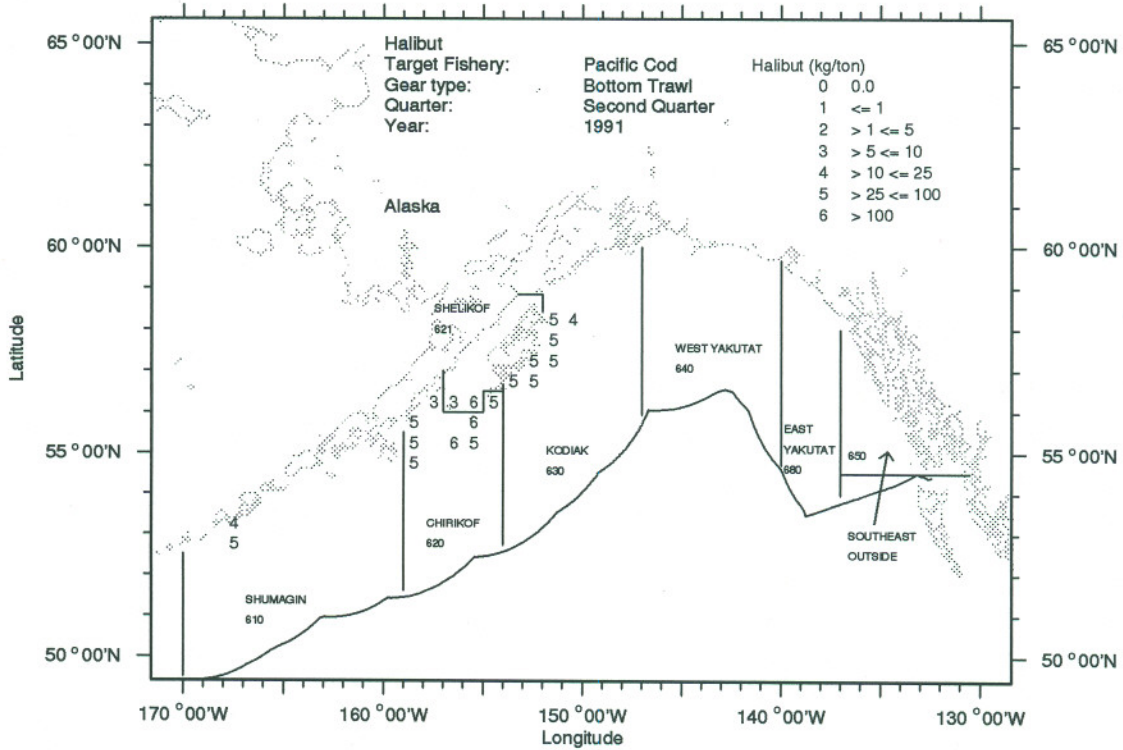 65 °00'N
65 °00'N
Halibut
Target Fishery: Pacific Cod
Gear type: Bottom Trawl
Quarter: Second Quarter
Year: 1991
Halibut (kg/ton)
0 0.0
1 <= 1
2 > 1 <= 5
3 > 5 <= 10
4 > 10 <= 25
5 > 25 <= 100
6 > 100
Alaska
60 °00'N
60 °00'N
SHELIKOF
621
5 4
5
5 5
5 5
WEST YAKUTAT
640
3 3 6 5
5 6
5 6 5
5
EAST
YAKUTAT
680
650
KODIAK
630
55 °00'N
55 °00'N
4
5
CHIRIKOF
620
SOUTHEAST
OUTSIDE
SHUMAGIN
610
50 °00'N
50 °00'N
170 °00'W
160 °00'W
150 °00'W
140 °00'W
130 °00'W
Latitude
Longitude